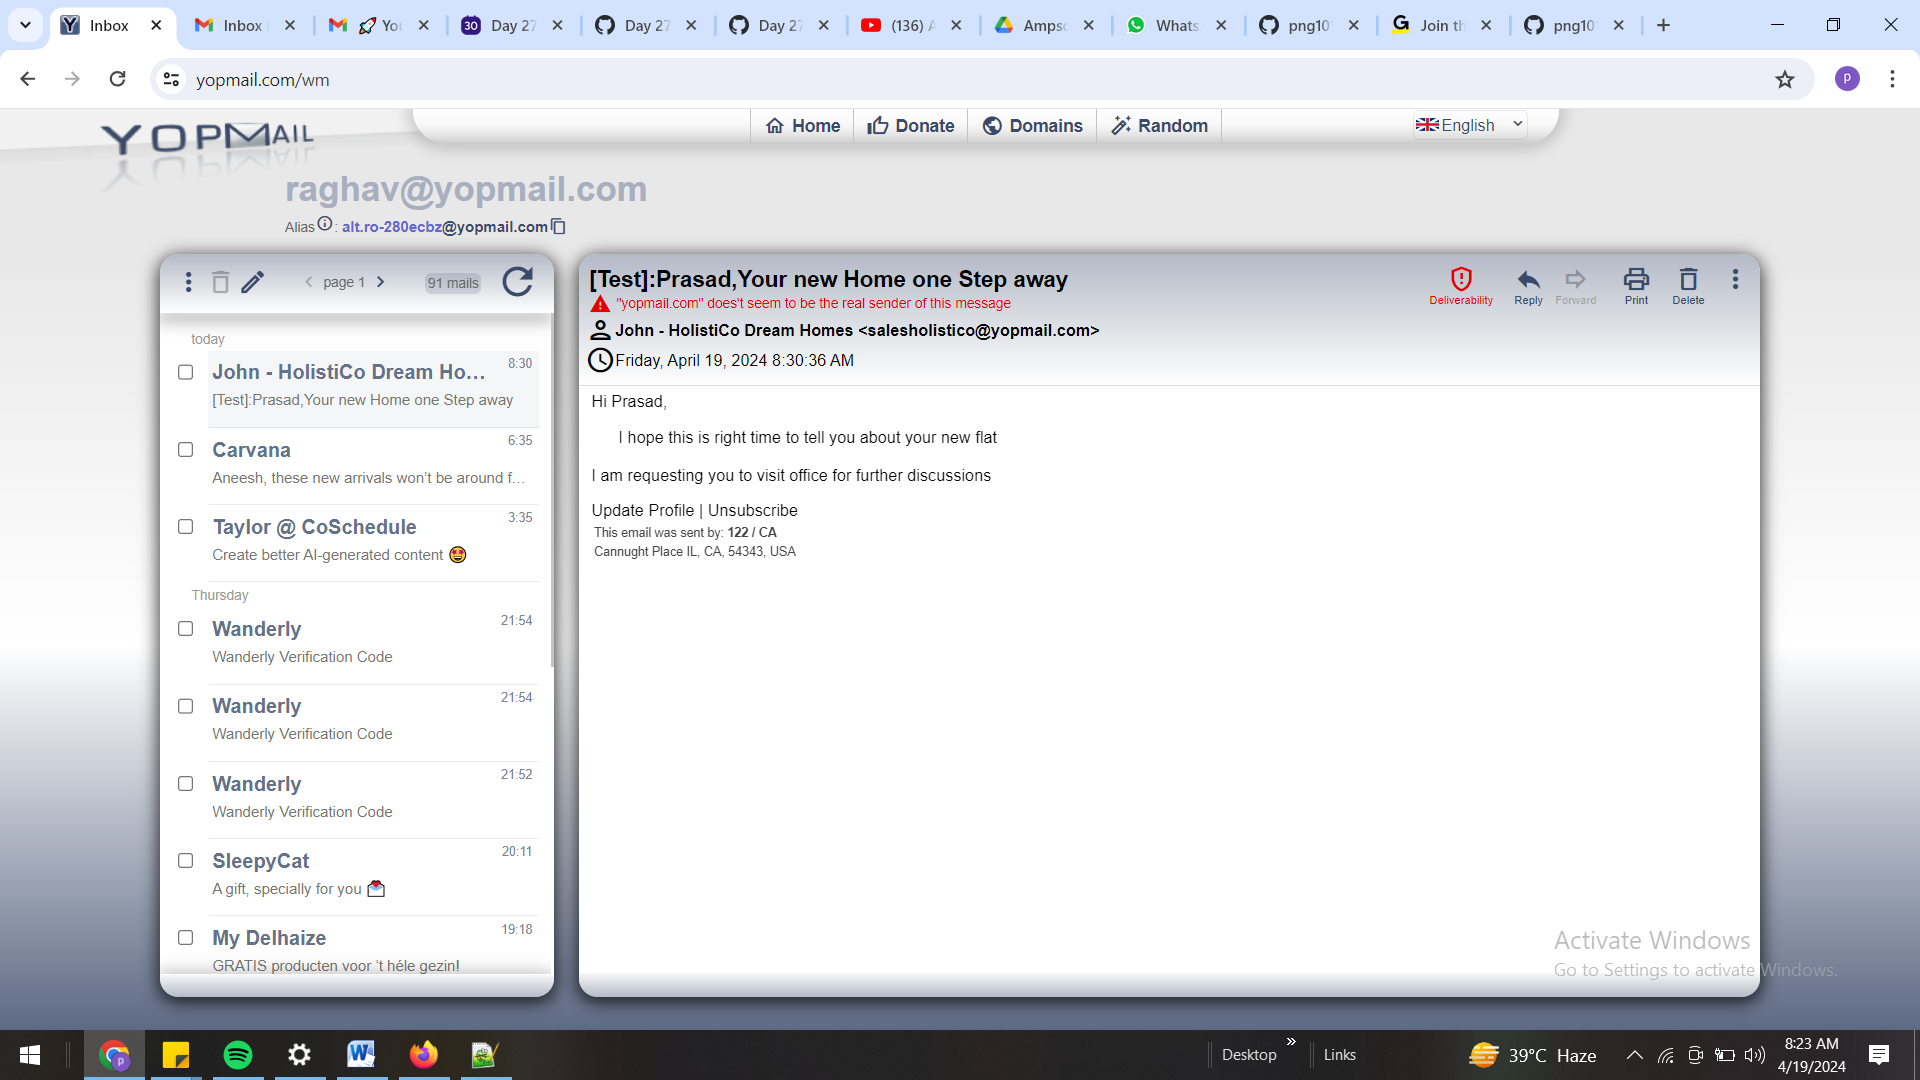 Inbox
Inbox
🚀 You
Day 27
Day 27
Day 27
(136) A
Ampsc
Whats
png10
Join th
png10
yopmail.com/wm
p
YOPMAIL
Home
Donate
Domains
Random
English
raghav@yopmail.com
Alias : alt.ro-280ecbz@yopmail.com
page 1
91 mails
today
John - HolistiCo Dream Ho... 8:30
[Test]:Prasad,Your new Home one Step away
Carvana 6:35
Aneesh, these new arrivals won't be around f...
Taylor @ CoSchedule 3:35
Create better AI-generated content 🤩
Thursday
Wanderly 21:54
Wanderly Verification Code
Wanderly 21:54
Wanderly Verification Code
Wanderly 21:52
Wanderly Verification Code
SleepyCat 20:11
A gift, specially for you 💌
My Delhaize 19:18
GRATIS producten voor 't héle gezin!
[Test]:Prasad,Your new Home one Step away
"yopmail.com" does't seem to be the real sender of this message
John - HolistiCo Dream Homes <salesholistico@yopmail.com>
Friday, April 19, 2024 8:30:36 AM
Deliverability
Reply
Forward
Print
Delete
Hi Prasad,
I hope this is right time to tell you about your new flat
I am requesting you to visit office for further discussions
Update Profile | Unsubscribe
This email was sent by: 122 / CA
Cannught Place IL, CA, 54343, USA
Activate Windows
Go to Settings to activate Windows.
Desktop
Links
39°C Haze
8:23 AM
4/19/2024